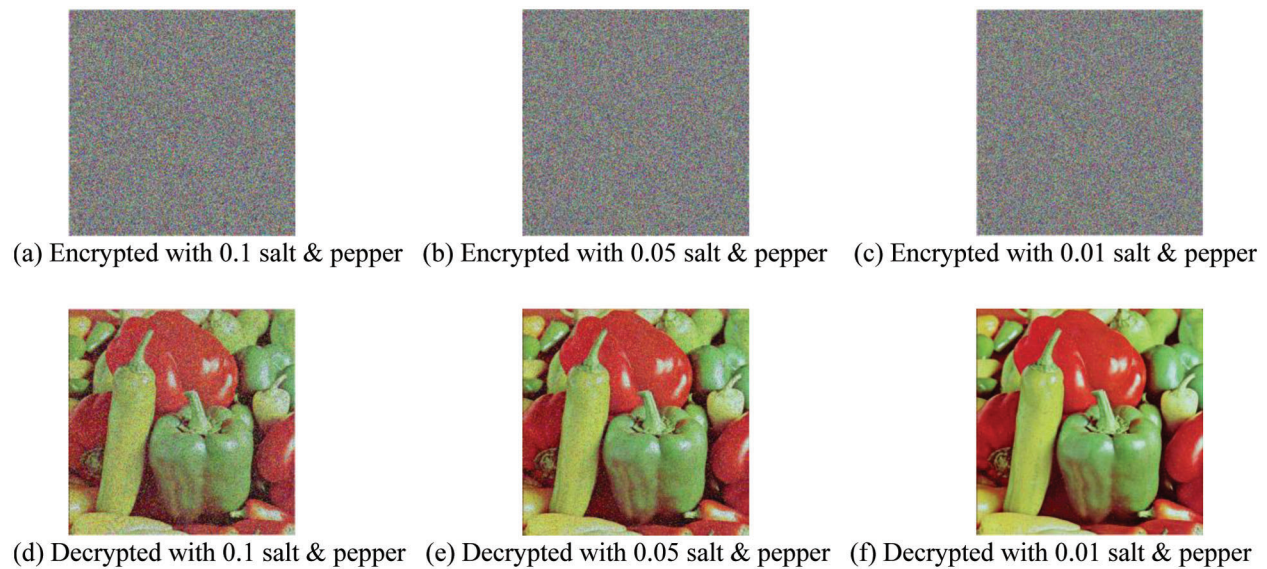 (a) Encrypted with 0.1 salt & pepper
(b) Encrypted with 0.05 salt & pepper
(c) Encrypted with 0.01 salt & pepper
(d) Decrypted with 0.1 salt & pepper
(e) Decrypted with 0.05 salt & pepper
(f) Decrypted with 0.01 salt & pepper